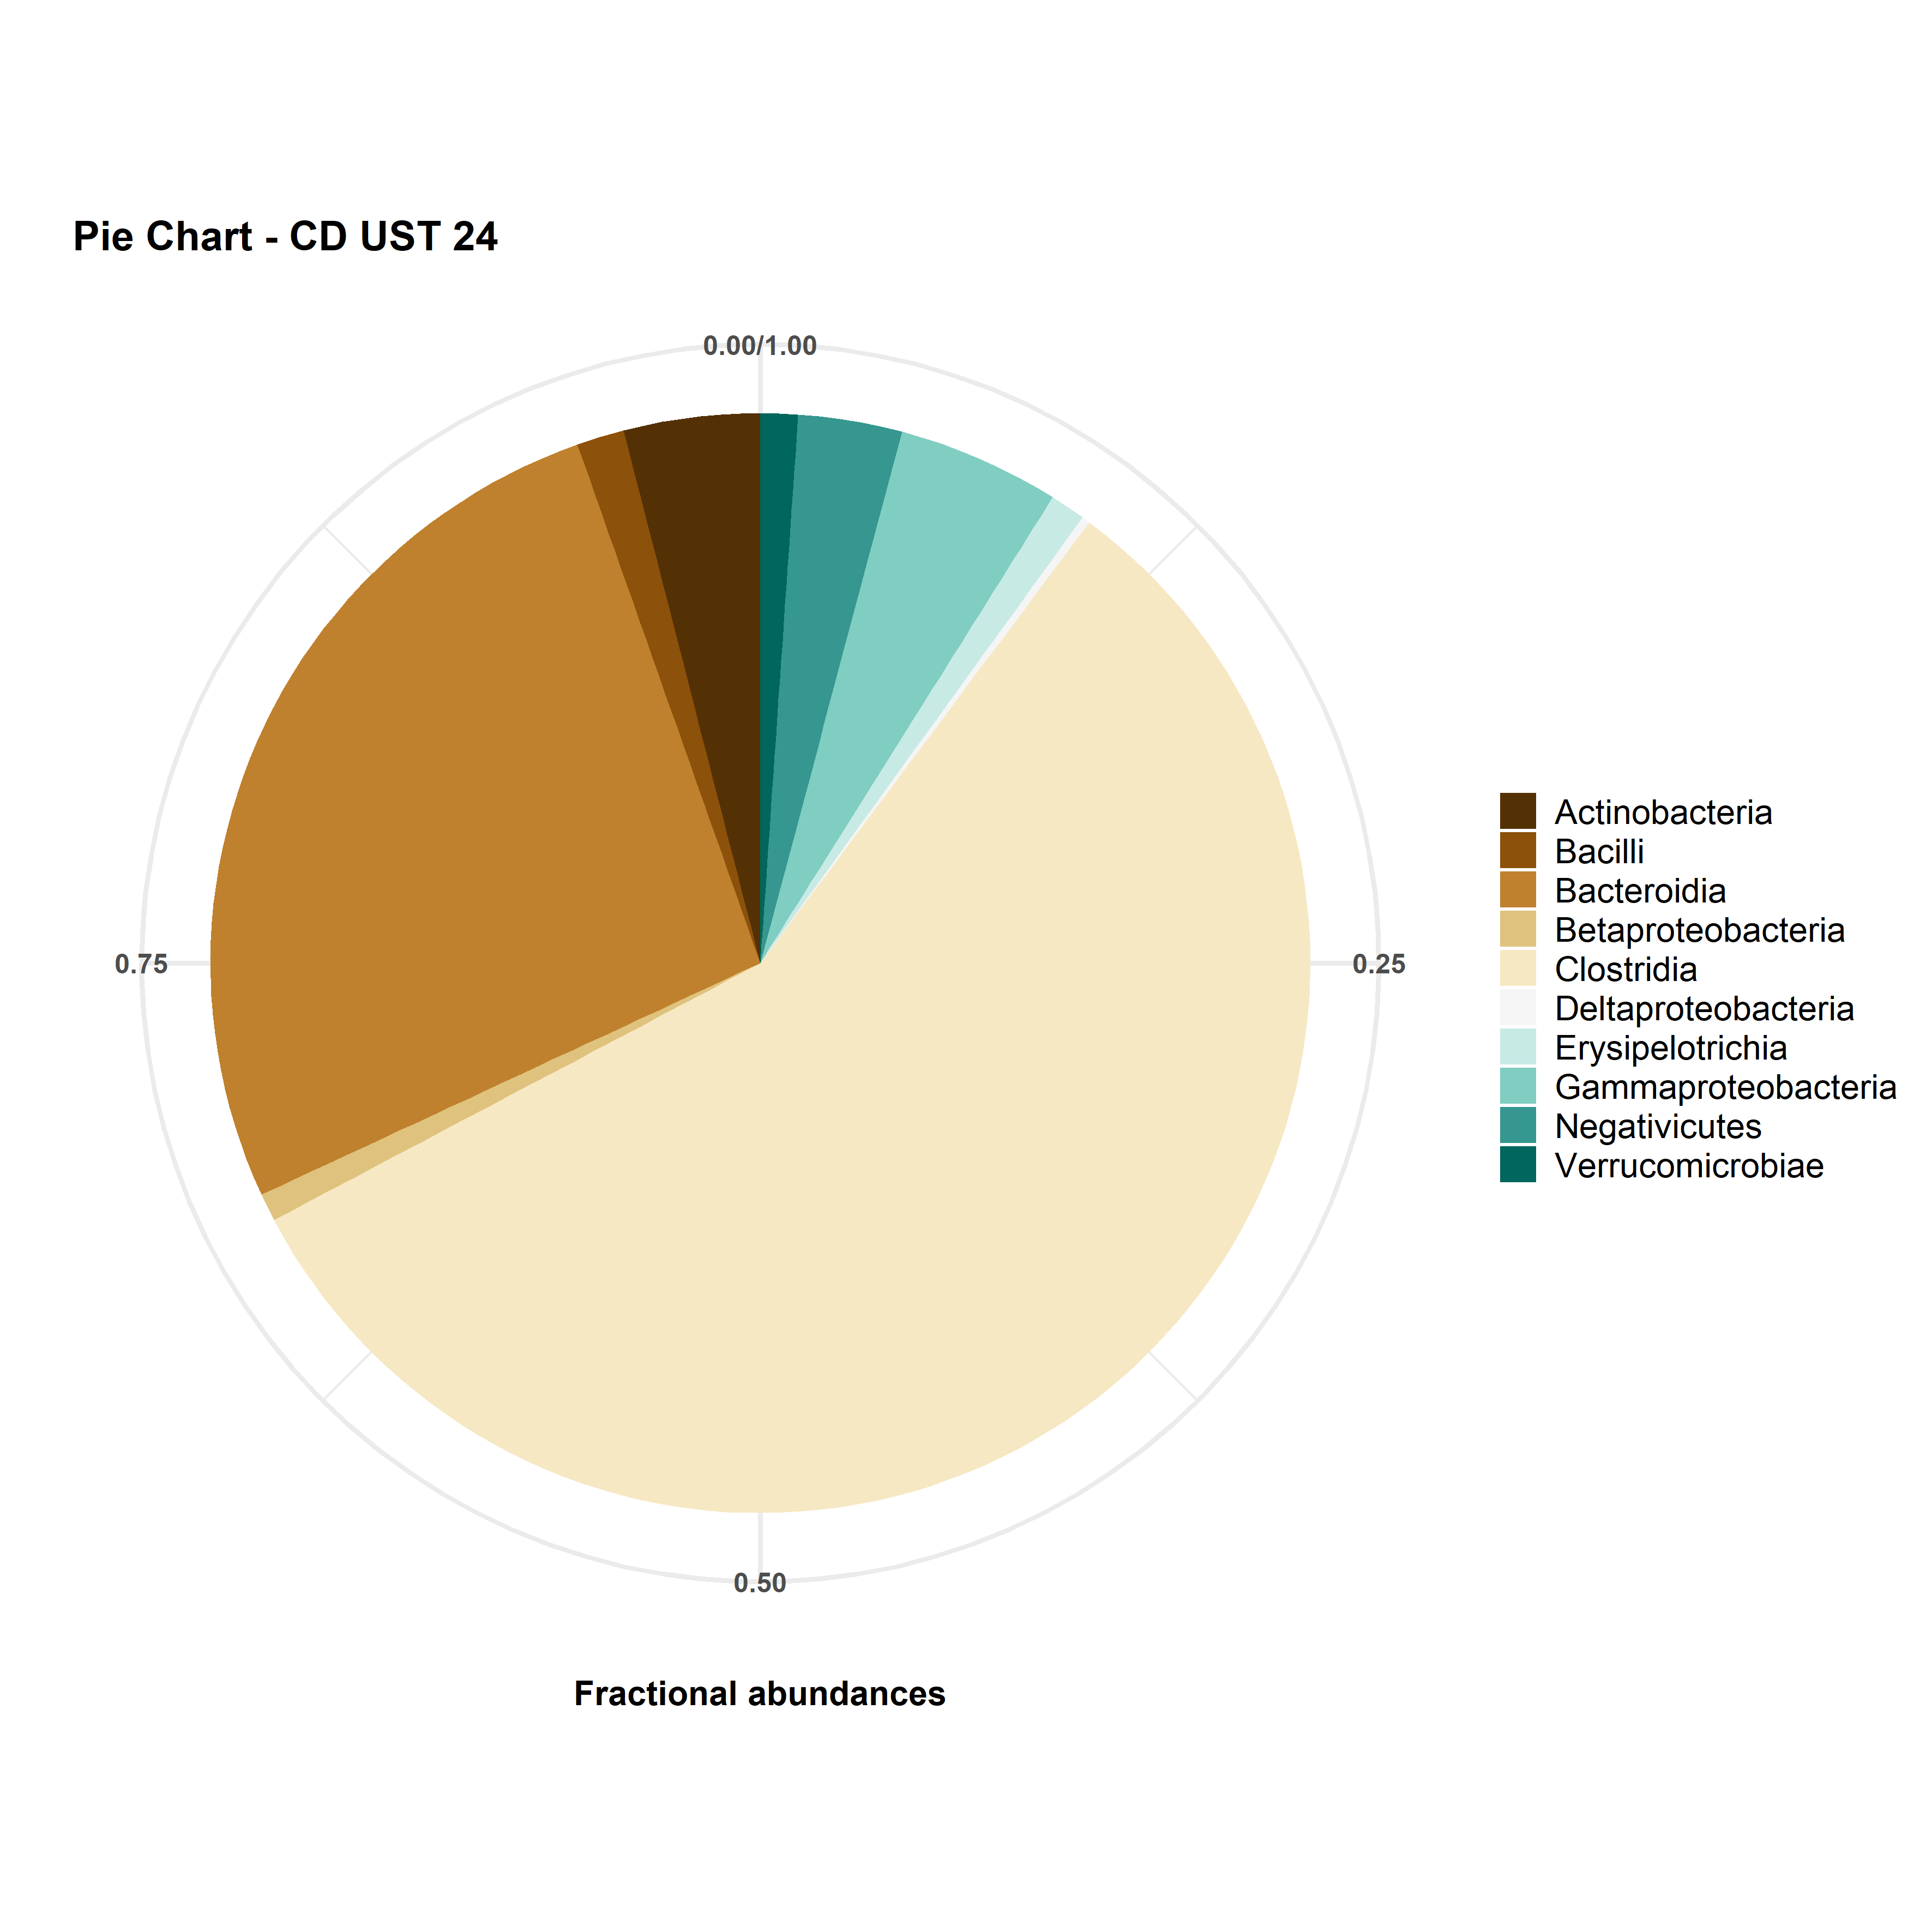 Pie Chart - CD UST 24
0.00/1.00
0.75
0.25
0.50
Fractional abundances
Actinobacteria
Bacilli
Bacteroidia
Betaproteobacteria
Clostridia
Deltaproteobacteria
Erysipelotrichia
Gammaproteobacteria
Negativicutes
Verrucomicrobiae